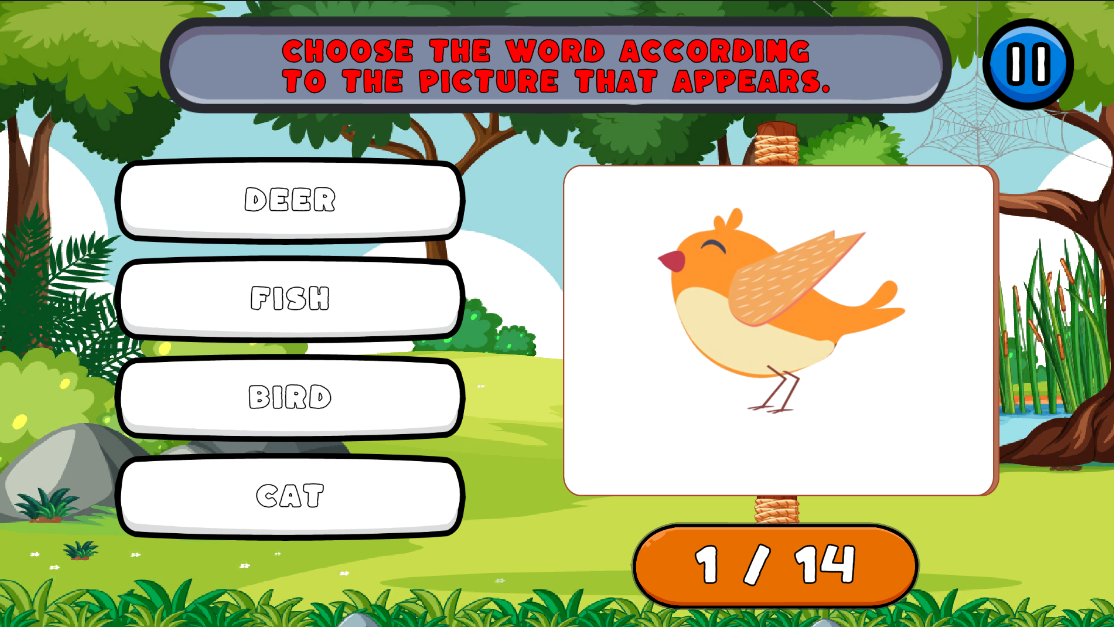 CHOOSE THE WORD ACCORDING
TO THE PICTURE THAT APPEARS.
DEER
FISH
BIRD
CAT
1 / 14